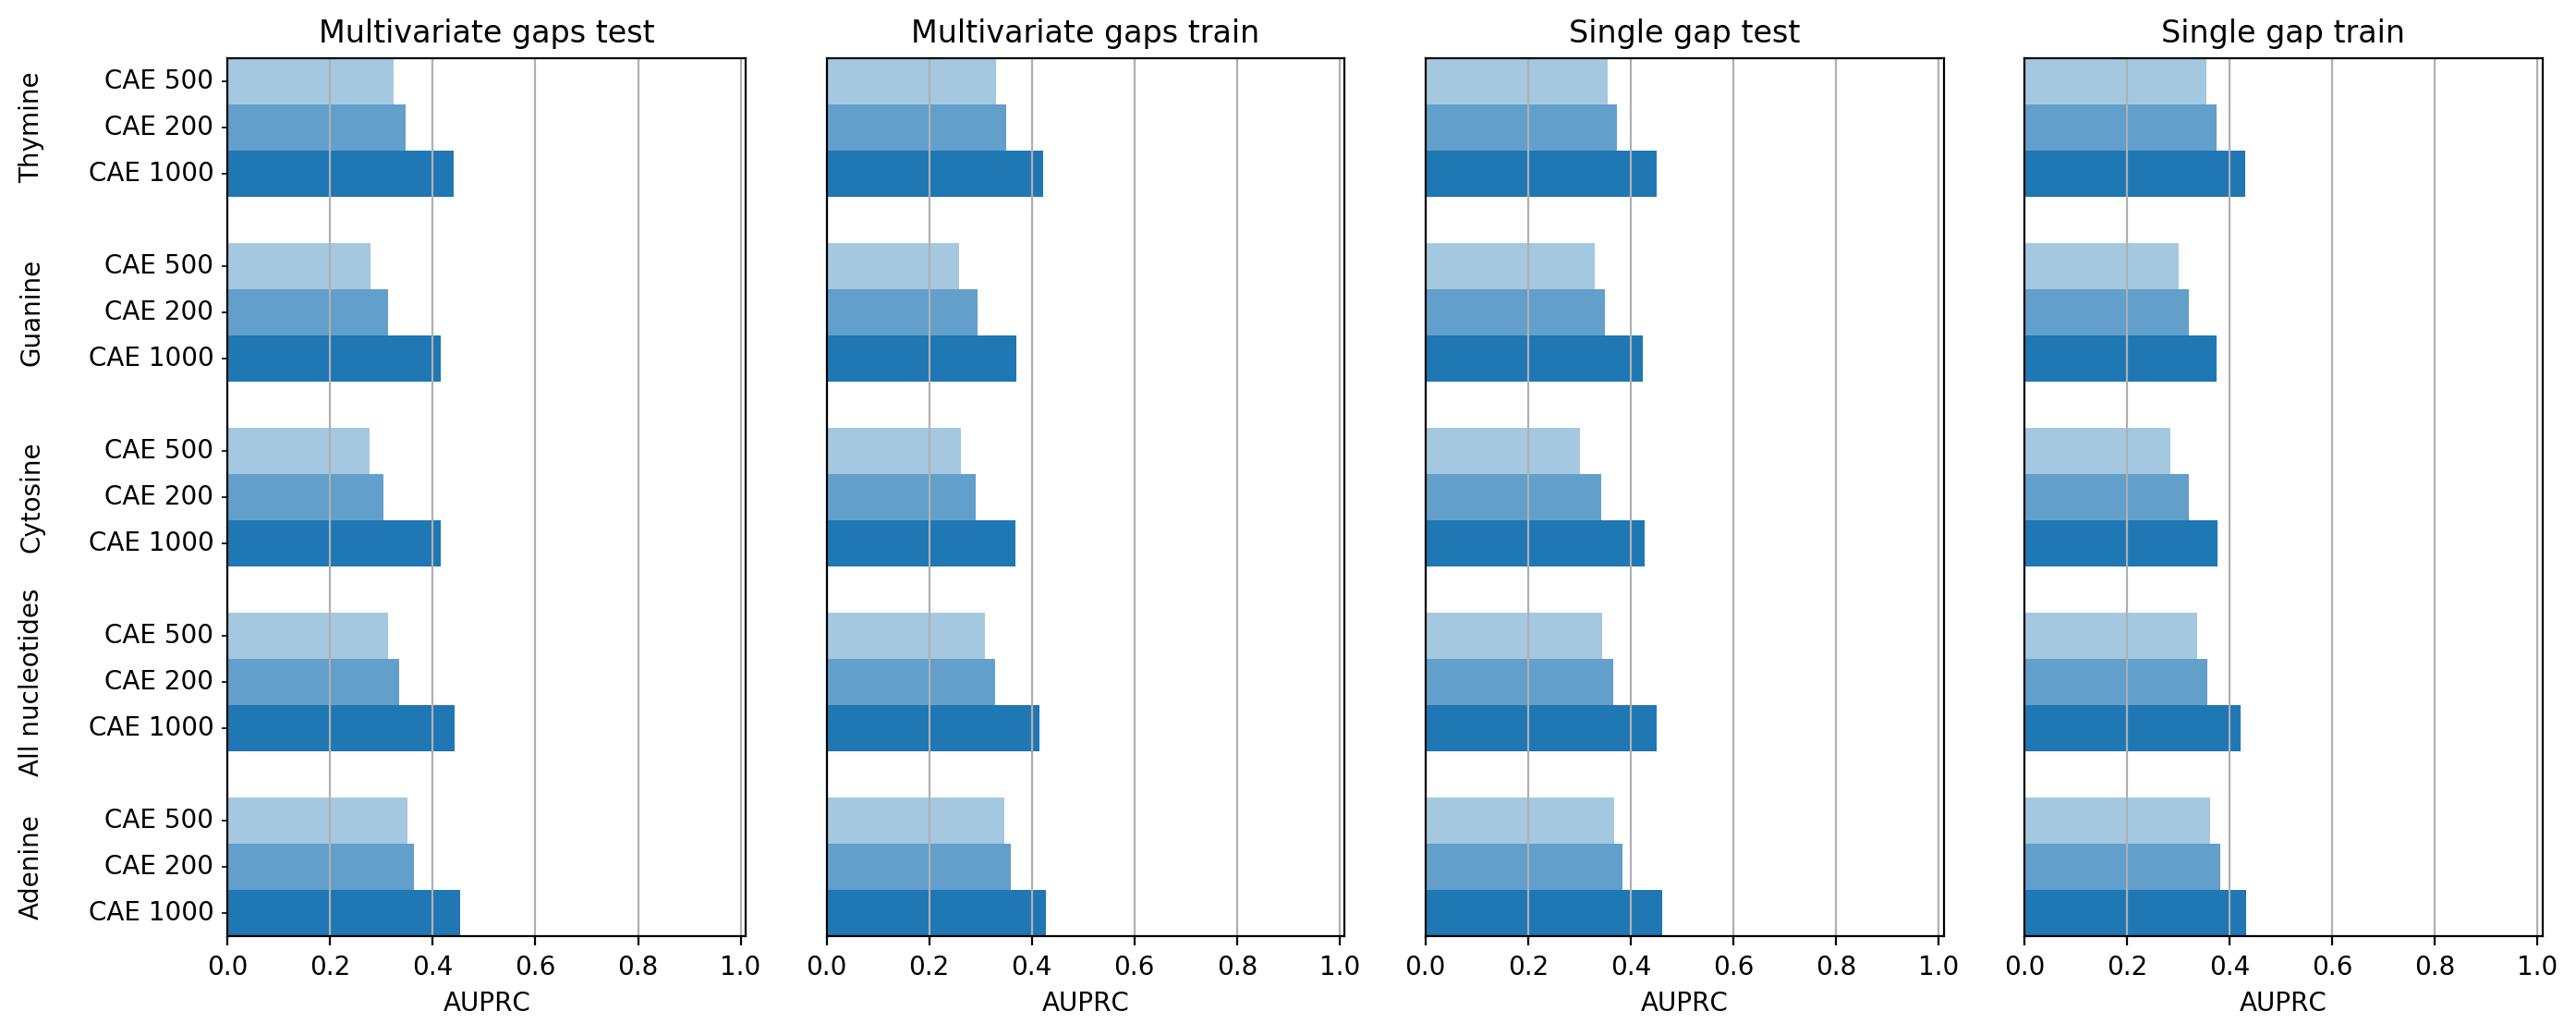 Multivariate gaps test
Multivariate gaps train
Single gap test
Single gap train
Thymine
CAE 500
CAE 200
CAE 1000
Guanine
CAE 500
CAE 200
CAE 1000
Cytosine
CAE 500
CAE 200
CAE 1000
All nucleotides
CAE 500
CAE 200
CAE 1000
Adenine
CAE 500
CAE 200
CAE 1000
0.0 0.2 0.4 0.6 0.8 1.0
0.0 0.2 0.4 0.6 0.8 1.0
0.0 0.2 0.4 0.6 0.8 1.0
0.0 0.2 0.4 0.6 0.8 1.0
AUPRC
AUPRC
AUPRC
AUPRC